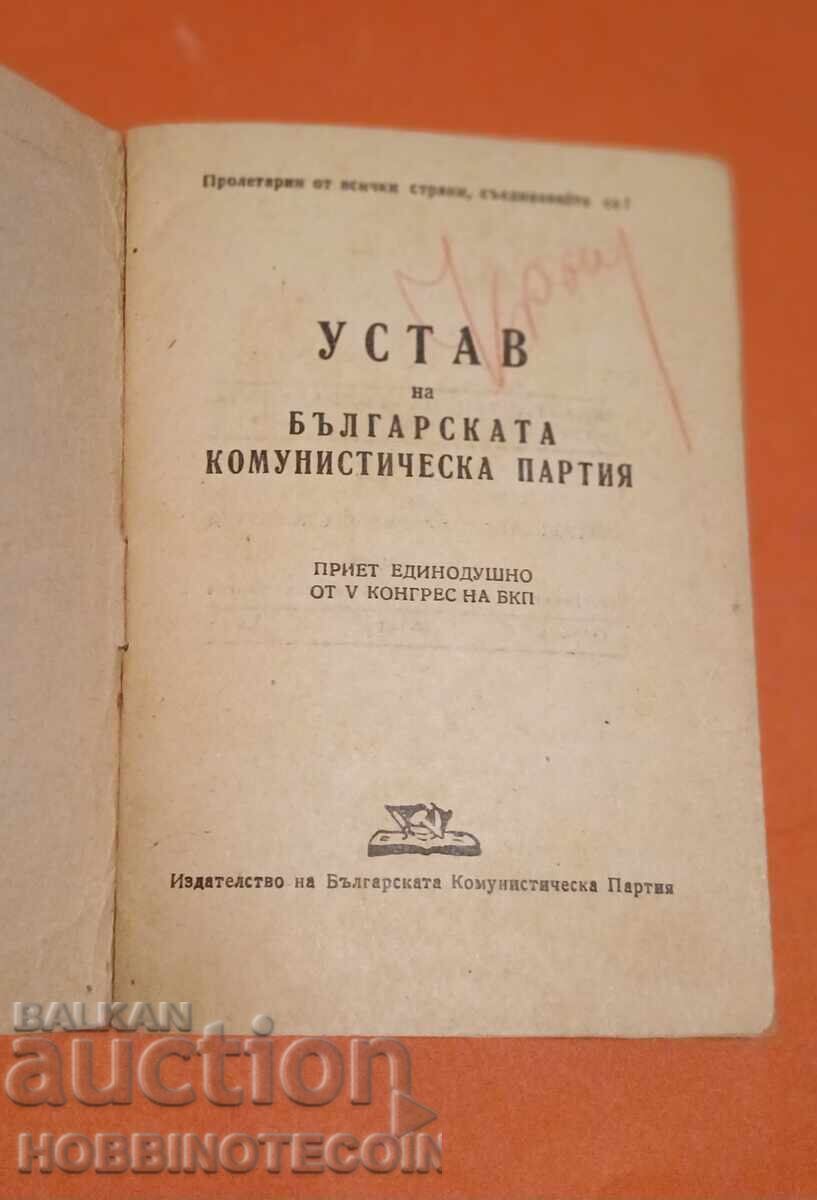 Пролетарии от всички страни, съединявайте се!
УСТАВ
на
БЪЛГАРСКАТА
КОМУНИСТИЧЕСКА ПАРТИЯ
ПРИЕТ ЕДИНОДУШНО
ОТ V КОНГРЕС НА БКП
Издателство на Българската Комунистическа Партия
BALKAN
auction
HOBBINOTECOIN